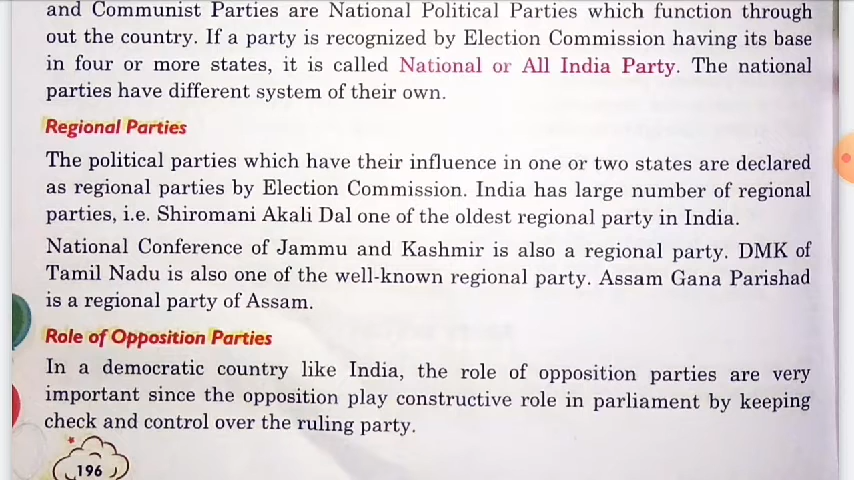 and Communist Parties are National Political Parties which function through
out the country. If a party is recognized by Election Commission having its base
in four or more states, it is called National or All India Party. The national
parties have different system of their own.
Regional Parties
The political parties which have their influence in one or two states are declared
as regional parties by Election Commission. India has large number of regional
parties, i.e. Shiromani Akali Dal one of the oldest regional party in India.
National Conference of Jammu and Kashmir is also a regional party. DMK of
Tamil Nadu is also one of the well-known regional party. Assam Gana Parishad
is a regional party of Assam.
Role of Opposition Parties
In a democratic country like India, the role of opposition parties are very
important since the opposition play constructive role in parliament by keeping
check and control over the ruling party.
196